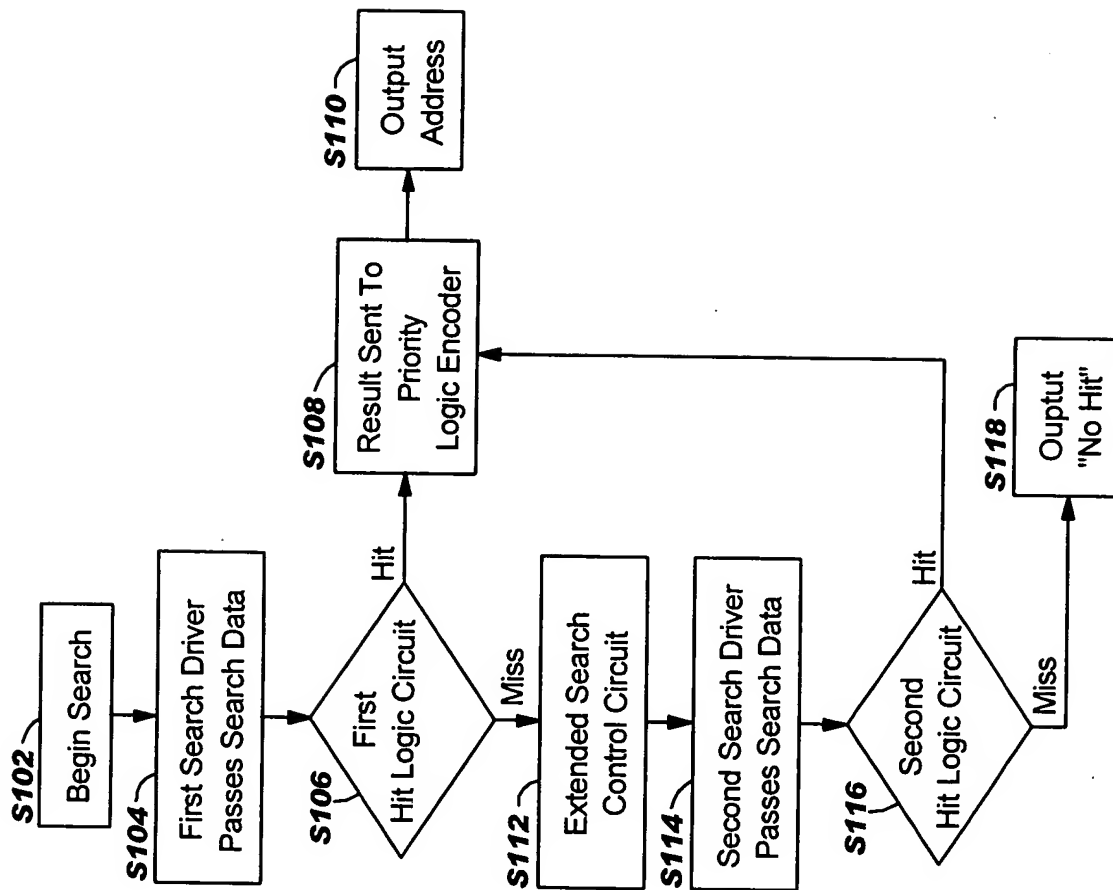 S102
Begin Search
S104
First Search Driver
Passes Search Data
S106
First
Hit Logic Circuit
Hit
Miss
S108
Result Sent To
Priority
Logic Encoder
S110
Output
Address
S112
Extended Search
Control Circuit
S114
Second Search Driver
Passes Search Data
S116
Second
Hit Logic Circuit
Hit
Miss
S118
Ouptut
"No Hit"